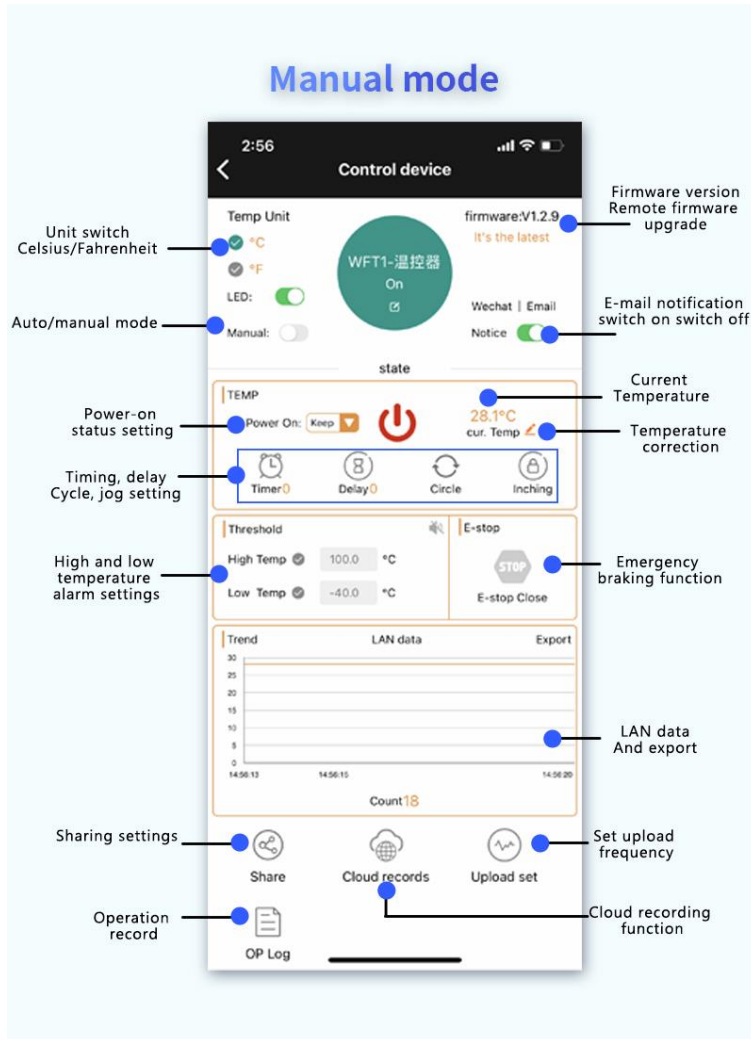 Manual mode
2:56
Control device
Temp Unit
°C
°F
LED:
Manual:
WFT1-温控器
On
firmware:V1.2.9
It's the latest
Wechat | Email
Notice
state
TEMP
Power On: Keep
28.1°C
cur. Temp
Timer0
Delay0
Circle
Inching
Threshold
High Temp 100.0 °C
Low Temp -40.0 °C
E-stop
STOP
E-stop Close
Trend LAN data Export
30
25
20
15
10
5
0
14:56:13 14:56:15 14:56:20
Count18
Share
Cloud records
Upload set
OP Log
Unit switch
Celsius/Fahrenheit
Auto/manual mode
Power-on
status setting
Timing, delay
Cycle, jog setting
High and low
temperature
alarm settings
Sharing settings
Operation
record
Firmware version
Remote firmware
upgrade
E-mail notification
switch on switch off
Current
Temperature
Temperature
correction
Emergency
braking function
LAN data
And export
Set upload
frequency
Cloud recording
function